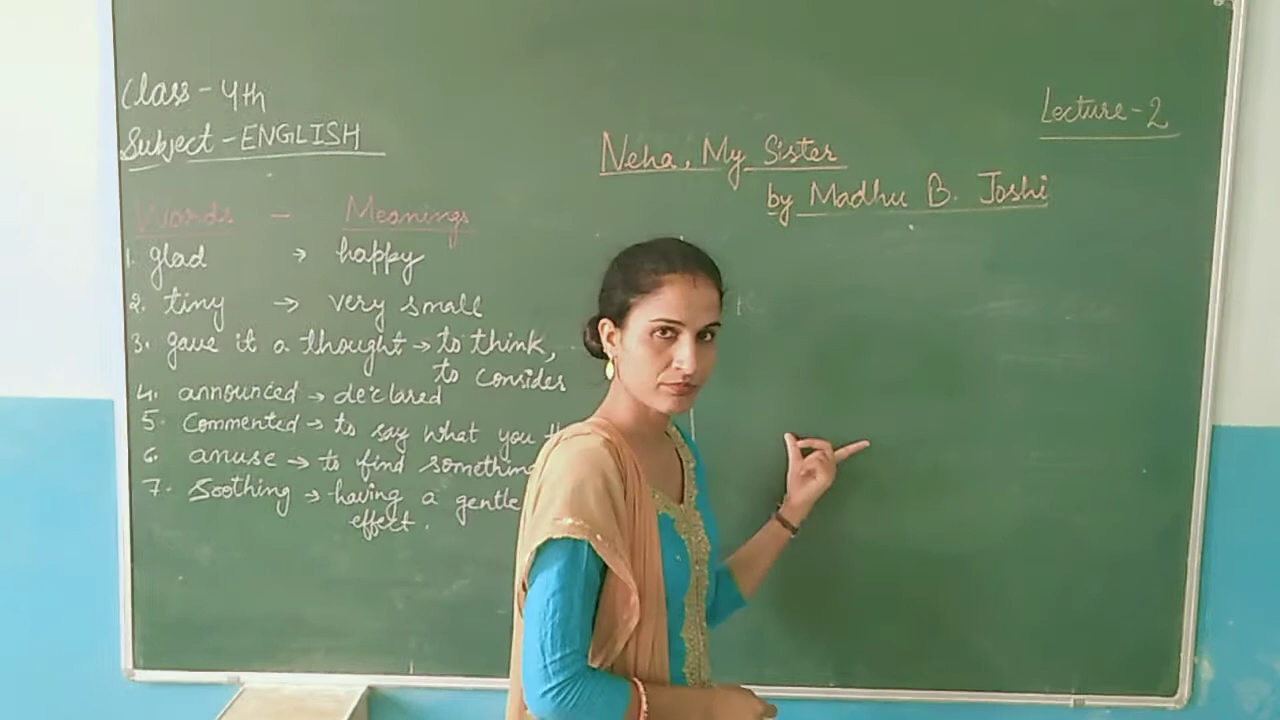 Class - 4th
Subject - ENGLISH
Lecture - 2
Neha, My Sister
by Madhu B. Joshi
Words - Meanings
1. glad → happy
2. tiny → very small
3. gave it a thought → to think,
to consider
4. announced → declared
5. Commented → to say what you
6. amuse → to find something
7. Soothing → having a gentle
effect.